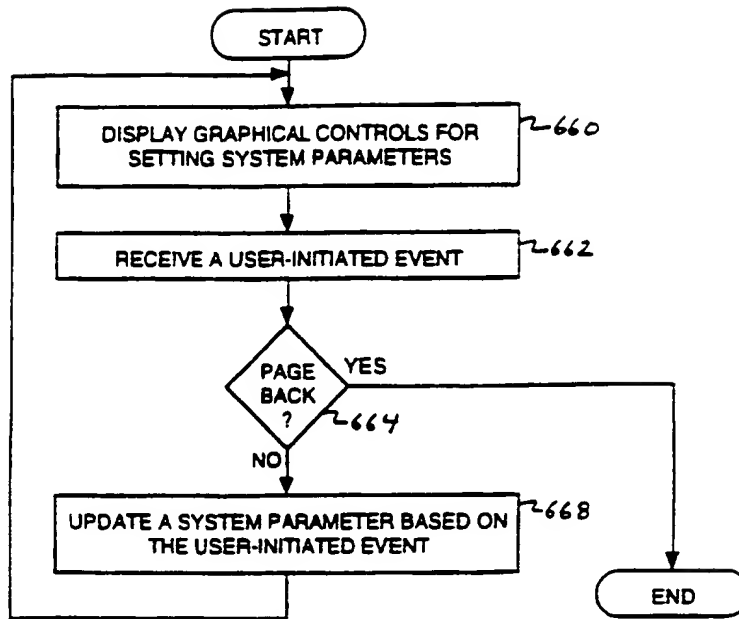 START
DISPLAY GRAPHICAL CONTROLS FOR
SETTING SYSTEM PARAMETERS
660
RECEIVE A USER-INITIATED EVENT
662
PAGE
BACK
?
YES
664
NO
UPDATE A SYSTEM PARAMETER BASED ON
THE USER-INITIATED EVENT
668
END